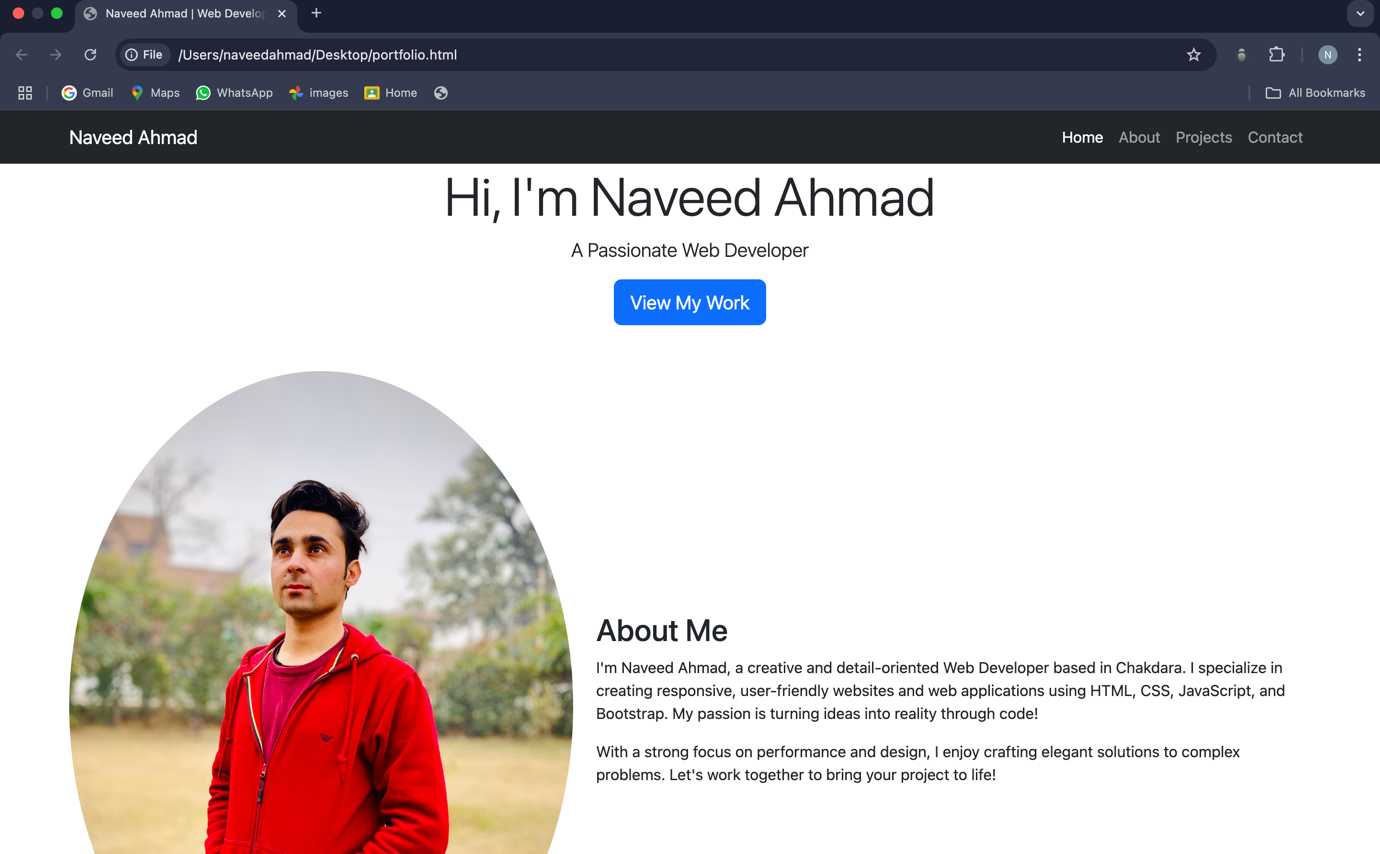 Naveed Ahmad | Web Develop
File
/Users/naveedahmad/Desktop/portfolio.html
N
Gmail
Maps
WhatsApp
images
Home
All Bookmarks
Naveed Ahmad
Home
About
Projects
Contact
Hi, I'm Naveed Ahmad
A Passionate Web Developer
View My Work
About Me
I'm Naveed Ahmad, a creative and detail-oriented Web Developer based in Chakdara. I specialize in
creating responsive, user-friendly websites and web applications using HTML, CSS, JavaScript, and
Bootstrap. My passion is turning ideas into reality through code!
With a strong focus on performance and design, I enjoy crafting elegant solutions to complex
problems. Let's work together to bring your project to life!